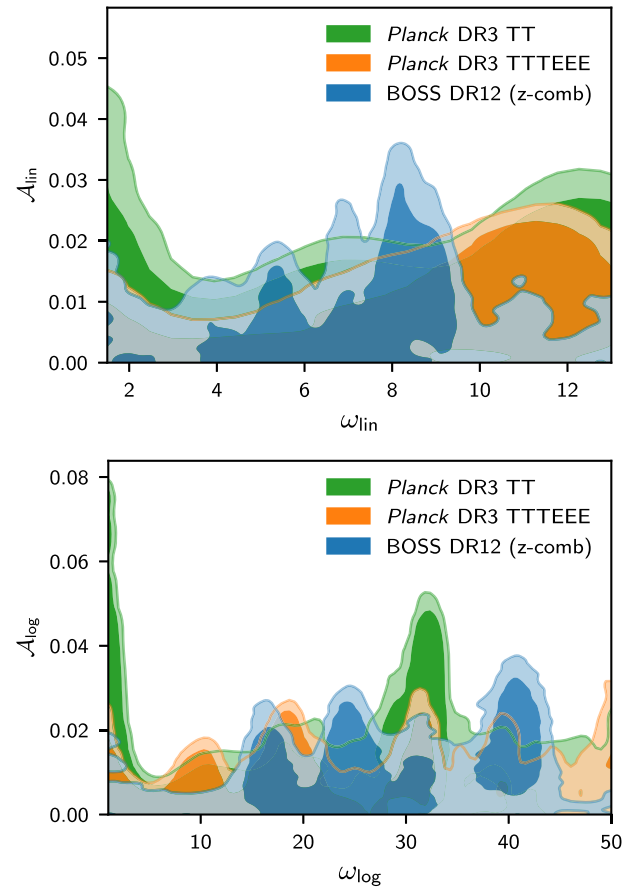 Planck DR3 TT
Planck DR3 TTTEEE
BOSS DR12 (z-comb)
0.05
0.04
0.03
0.02
0.01
0.00
𝒜lin
2 4 6 8 10 12
ωlin
Planck DR3 TT
Planck DR3 TTTEEE
BOSS DR12 (z-comb)
0.08
0.06
0.04
0.02
0.00
𝒜log
10 20 30 40 50
ωlog